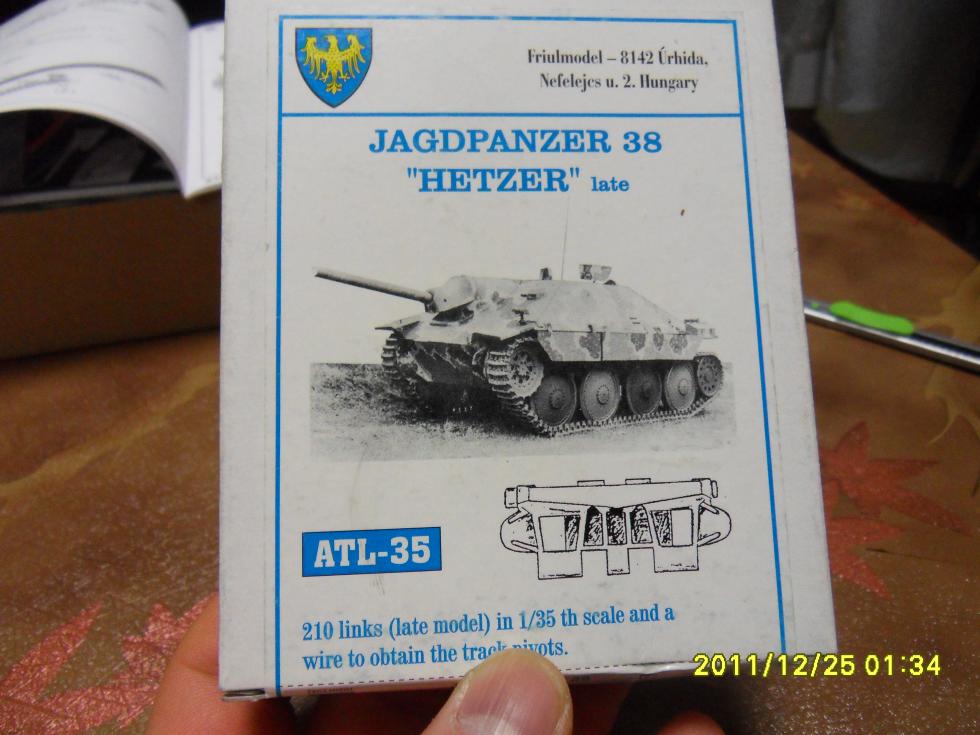 Friulmodel – 8142 Úrhida,
Nefelejcs u. 2. Hungary
JAGDPANZER 38
"HETZER" late
ATL-35
210 links (late model) in 1/35 th scale and a
wire to obtain the track pivots.
2011/12/25 01:34